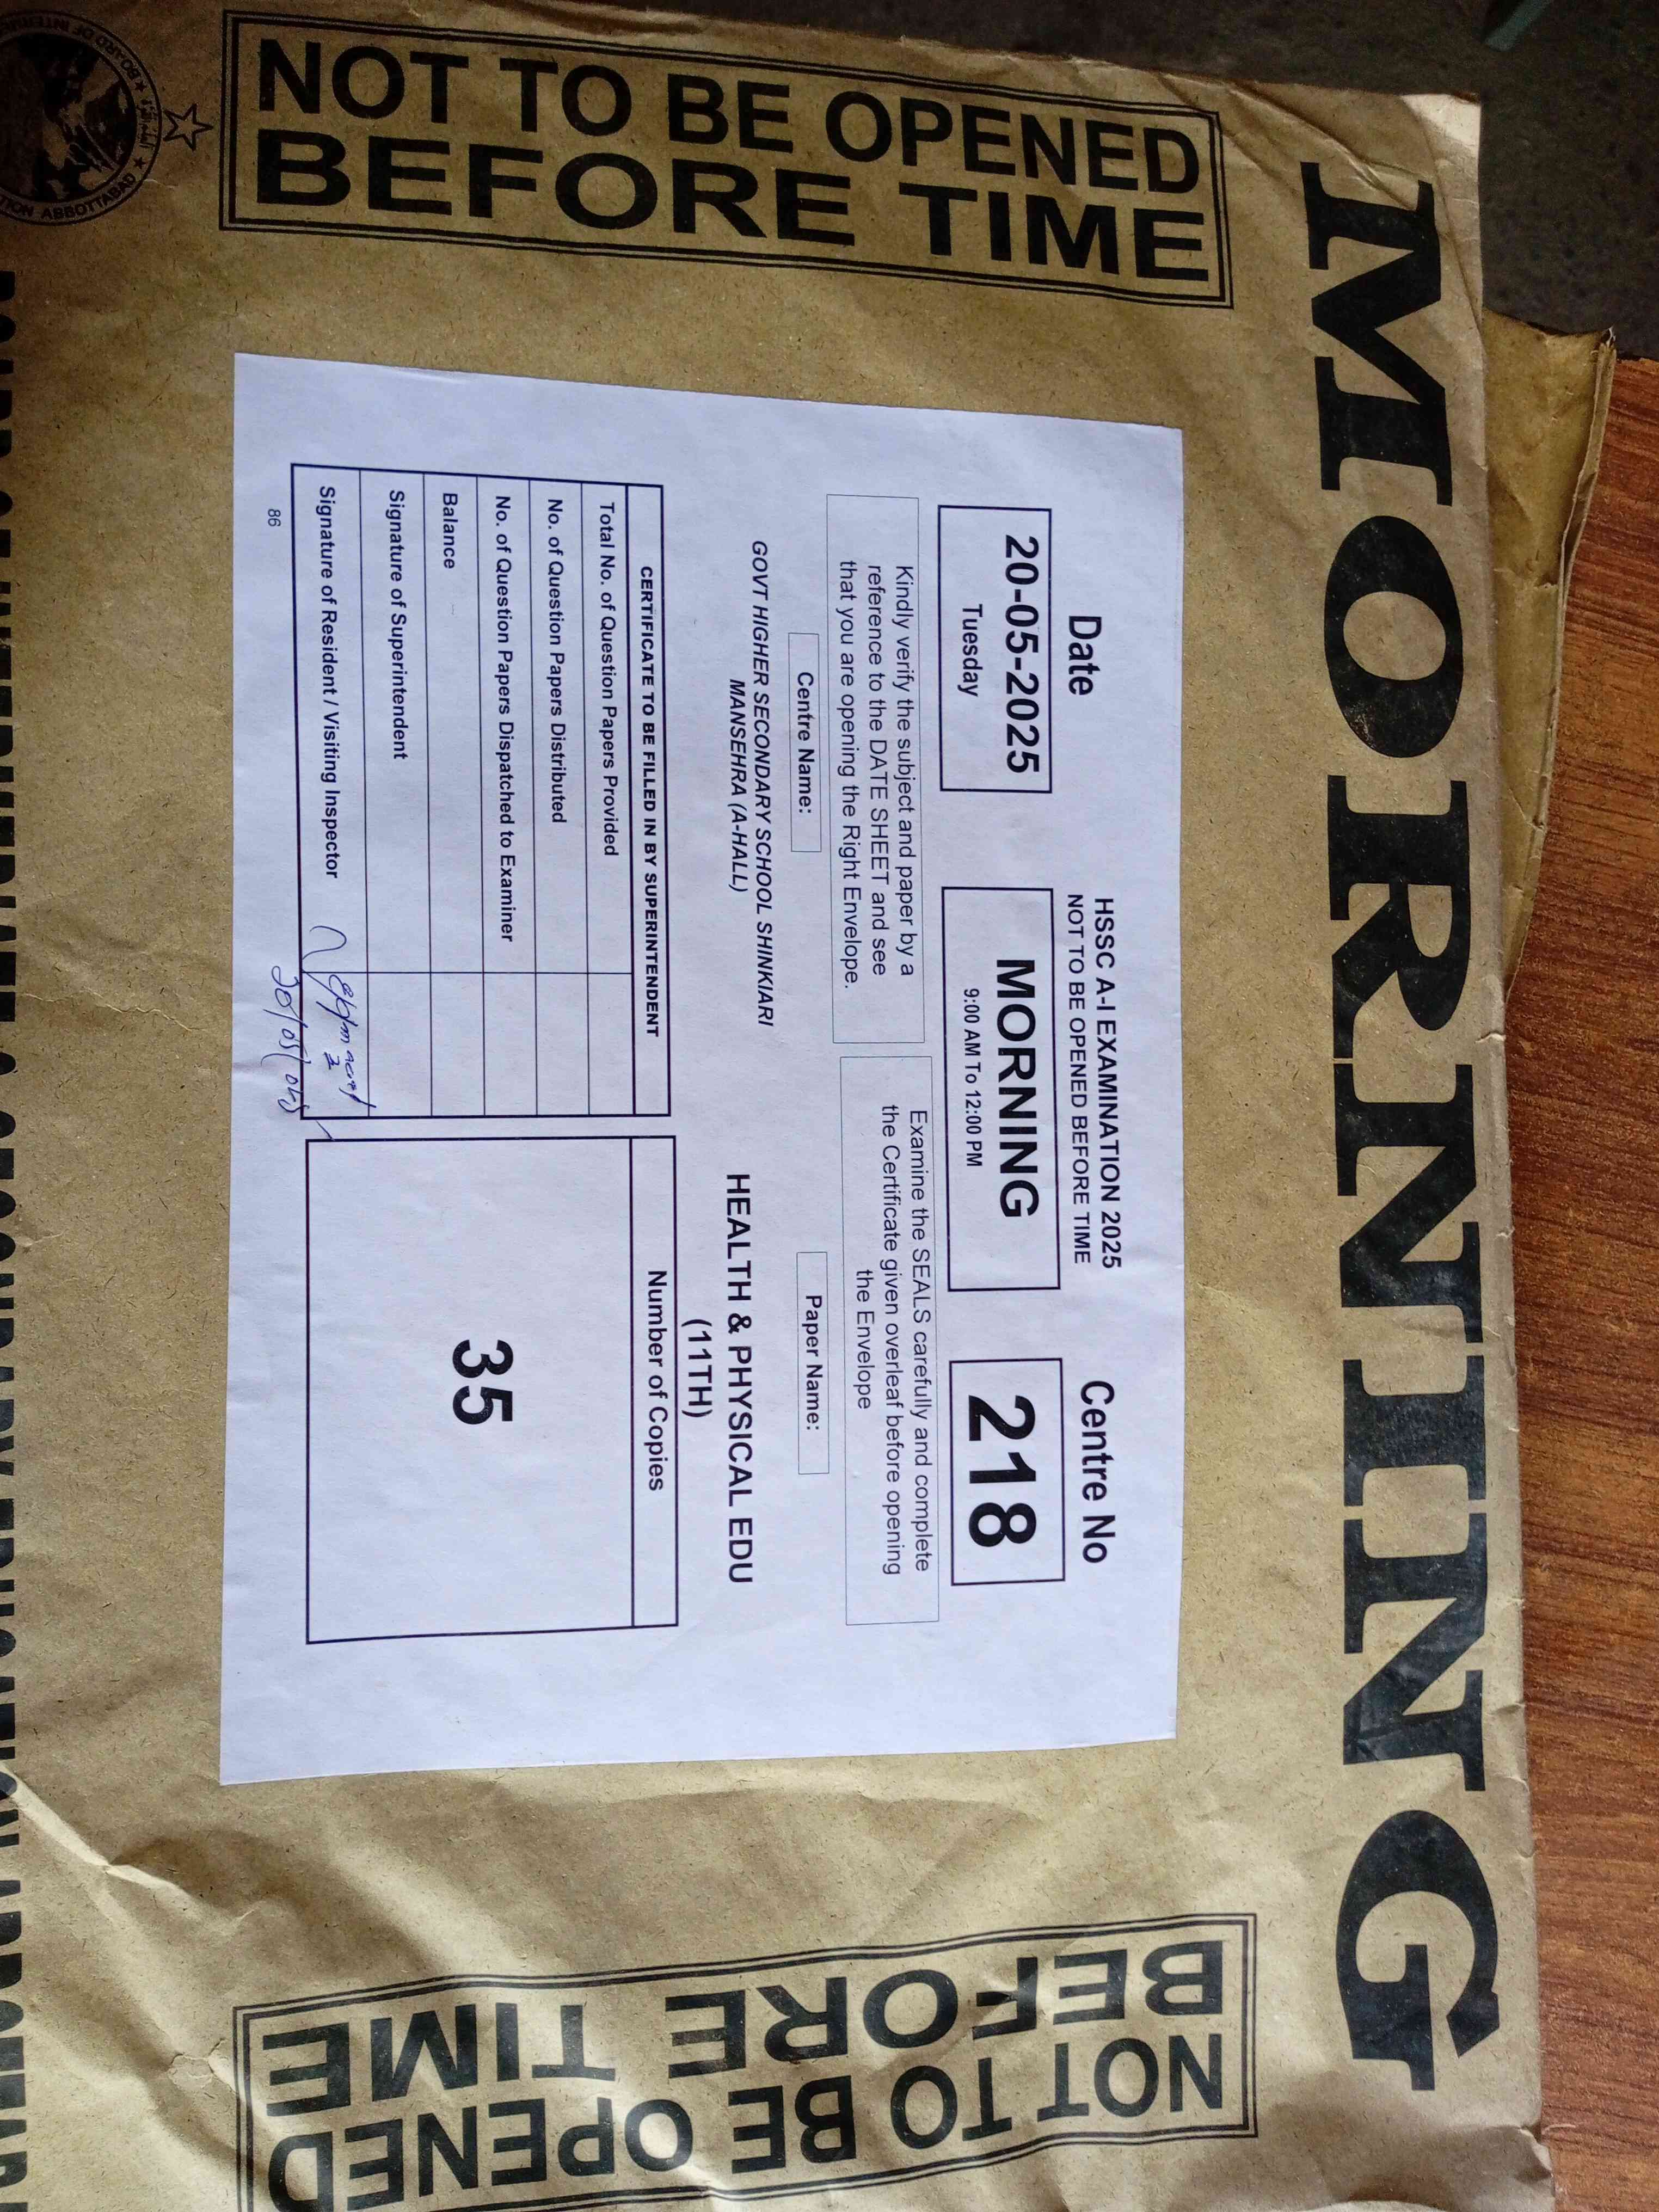 MORNING
NOT TO BE OPENED
BEFORE TIME
Date
20-05-2025
Tuesday
HSSC A-I EXAMINATION 2025
NOT TO BE OPENED BEFORE TIME
MORNING
9:00 AM To 12:00 PM
Centre No
218
Kindly verify the subject and paper by a
reference to the DATE SHEET and see
that you are opening the Right Envelope.
Examine the SEALS carefully and complete
the Certificate given overleaf before opening
the Envelope
Centre Name:
GOVT HIGHER SECONDARY SCHOOL SHINKIARI
MANSEHRA (A-HALL)
Paper Name:
HEALTH & PHYSICAL EDU
(11TH)
CERTIFICATE TO BE FILLED IN BY SUPERINTENDENT
Total No. of Question Papers Provided
No. of Question Papers Distributed
No. of Question Papers Dispatched to Examiner
Balance
Signature of Superintendent
Signature of Resident / Visiting Inspector
86
Number of Copies
35
NOT TO BE OPENED
BEFORE TIME
ABBOTTABAD